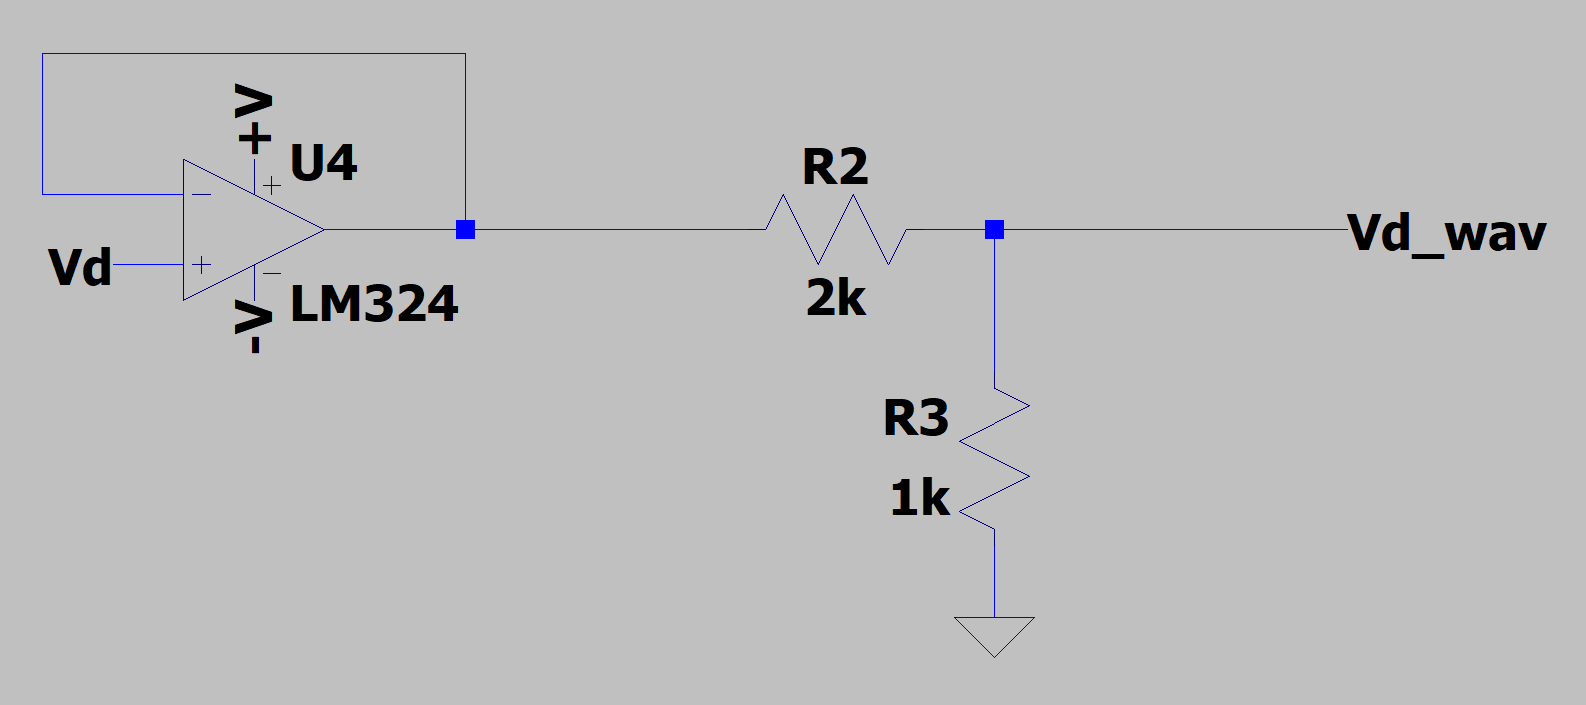 +V
U4
Vd
-V
LM324
R2
2k
Vd_wav
R3
1k